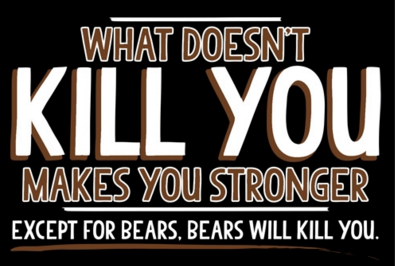 WHAT DOESN'T
KILL YOU
MAKES YOU STRONGER
EXCEPT FOR BEARS, BEARS WILL KILL YOU.